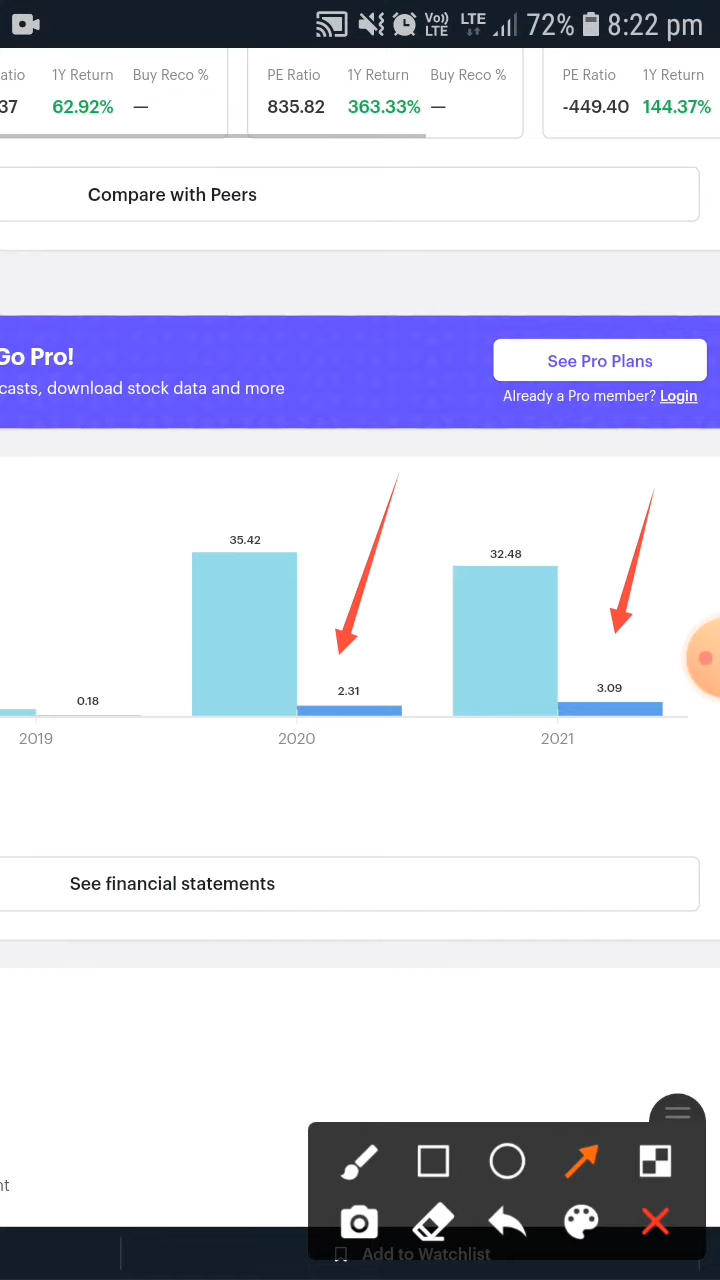 Vo)) LTE LTE 72% 8:22 pm
atio 1Y Return Buy Reco % PE Ratio 1Y Return Buy Reco % PE Ratio 1Y Return
37 62.92% — 835.82 363.33% — -449.40 144.37%
Compare with Peers
Go Pro!
See Pro Plans
casts, download stock data and more
Already a Pro member? Login
35.42
32.48
3.09
2.31
0.18
2019 2020 2021
See financial statements
nt
Add to Watchlist